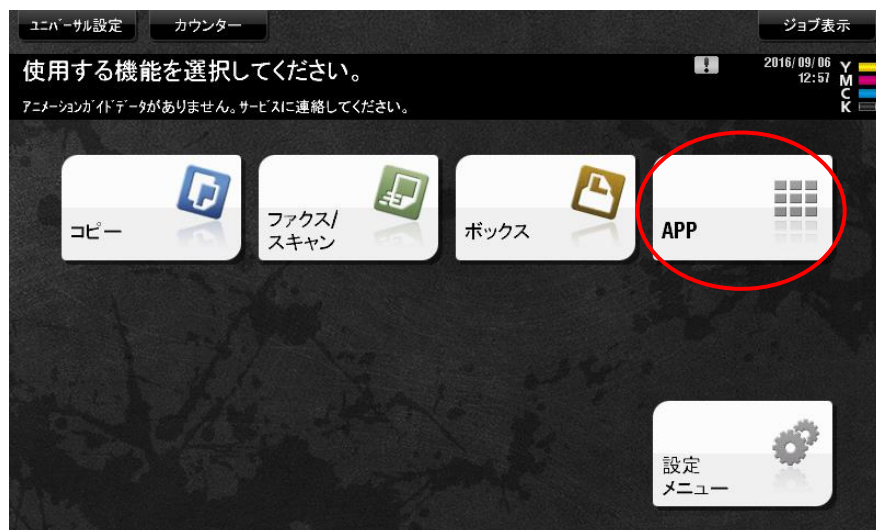 ユニバーサル設定
カウンター
ジョブ表示
使用する機能を選択してください。
2016/09/06
12:57
アニメーションガイドデータがありません。サービスに連絡してください。
Y
M
C
K
コピー
ファクス/
スキャン
ボックス
APP
設定
メニュー